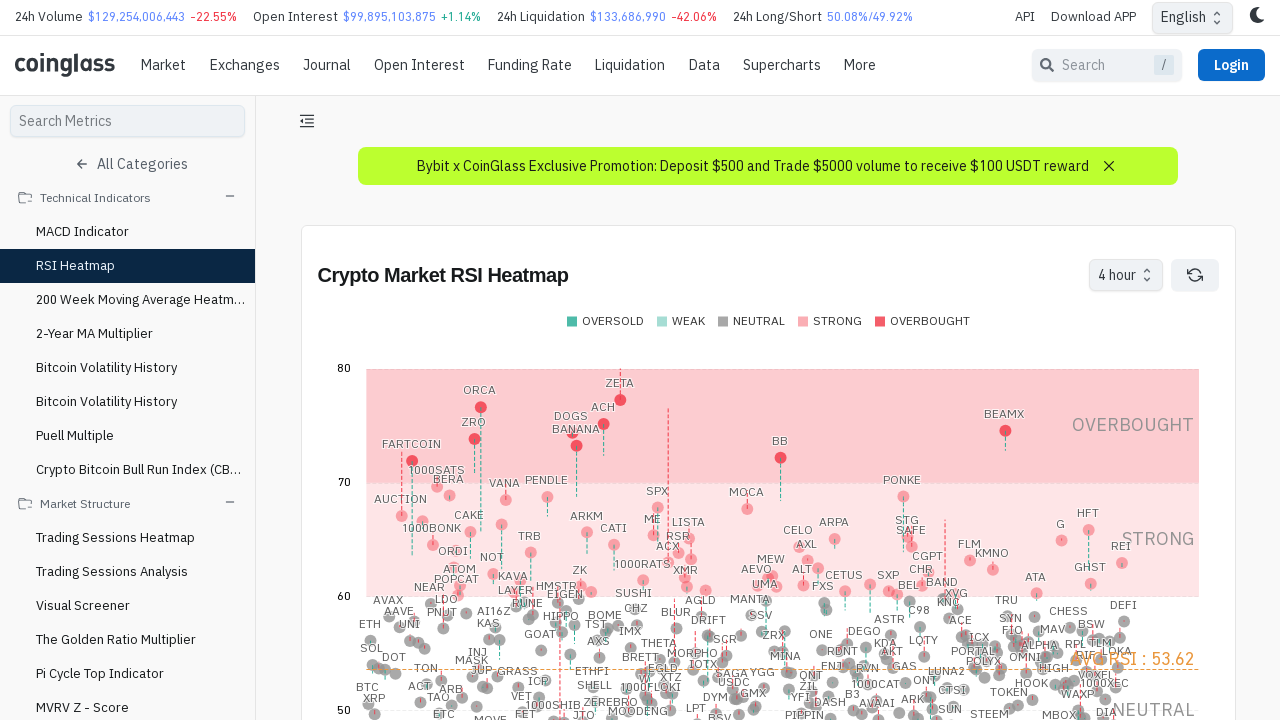 24h Volume $129,254,006,443 -22.55% Open Interest $99,895,103,875 +1.14% 24h Liquidation $133,686,990 -42.06% 24h Long/Short 50.08%/49.92% API Download APP English
coinglass Market Exchanges Journal Open Interest Funding Rate Liquidation Data Supercharts More Search / Login
Search Metrics
All Categories
Technical Indicators
MACD Indicator
RSI Heatmap
200 Week Moving Average Heatm...
2-Year MA Multiplier
Bitcoin Volatility History
Bitcoin Volatility History
Puell Multiple
Crypto Bitcoin Bull Run Index (CB...
Market Structure
Trading Sessions Heatmap
Trading Sessions Analysis
Visual Screener
The Golden Ratio Multiplier
Pi Cycle Top Indicator
MVRV Z - Score
Bybit x CoinGlass Exclusive Promotion: Deposit $500 and Trade $5000 volume to receive $100 USDT reward
Crypto Market RSI Heatmap 4 hour
OVERSOLD WEAK NEUTRAL STRONG OVERBOUGHT
80
ZETA
ORCA
ACH
DOGS BEAMX
ZRO BANANA OVERBOUGHT
FARTCOIN BB
1000SATS
BERA VANA PENDLE PONKE
70
AUCTION SPX MOCA
CAKE ARKM ME LISTA ARPA STG G HFT
1000BONK TRB CATI RSR CELO SAFE STRONG
ORDI NOT ACX AXL CGPT FLM KMNO REI
ATOM KAVA ZK 1000RATS XMR AEVO MEW ALT CETUS SXP CHR GHST
NEAR POPCAT LAYER HMSTR UMA FXS BEL BAND ATA
60
AVAX LDO RUNE EIGEN SUSHI AGLD MANTA XVG KNC TRU DEFI
AAVE PNUT AI16Z HIPPO BOME CHZ BLUR SSV C98 CHESS
ETH UNI KAS TST IMX DRIFT ASTR ACE SYN BSW
GOAT AXS THETA SCR ZRX ONE DEGO LQTY ICX FIO MAV
SOL DOT INJ BRETT MORPHO MINA RDNT KDA AKT PORTAL ALPHA RPL TLM LOKA
MASK JUP EGLD IOTX ENJ RVN GAS POLYX OMNI RIF AVG RSI : 53.62
TON GRASS ETHFI W XTZ SAGA YGG ONT LUNA2 HIGH VOXEL
BTC ACT ARB ICP SHELL 1000FLOKI USDC ZIL 1000CAT CTSI HOOK 1000XEC
XRP TAO VET ZEREBRO DYM GMX YFI DASH B3 AVAAI ARK TOKEN WAXP
50
ETC MOVE FET 1000SHIB JTO MODENG LPT BSV PIPPIN SUN STEEM MBOX DIA NEUTRAL